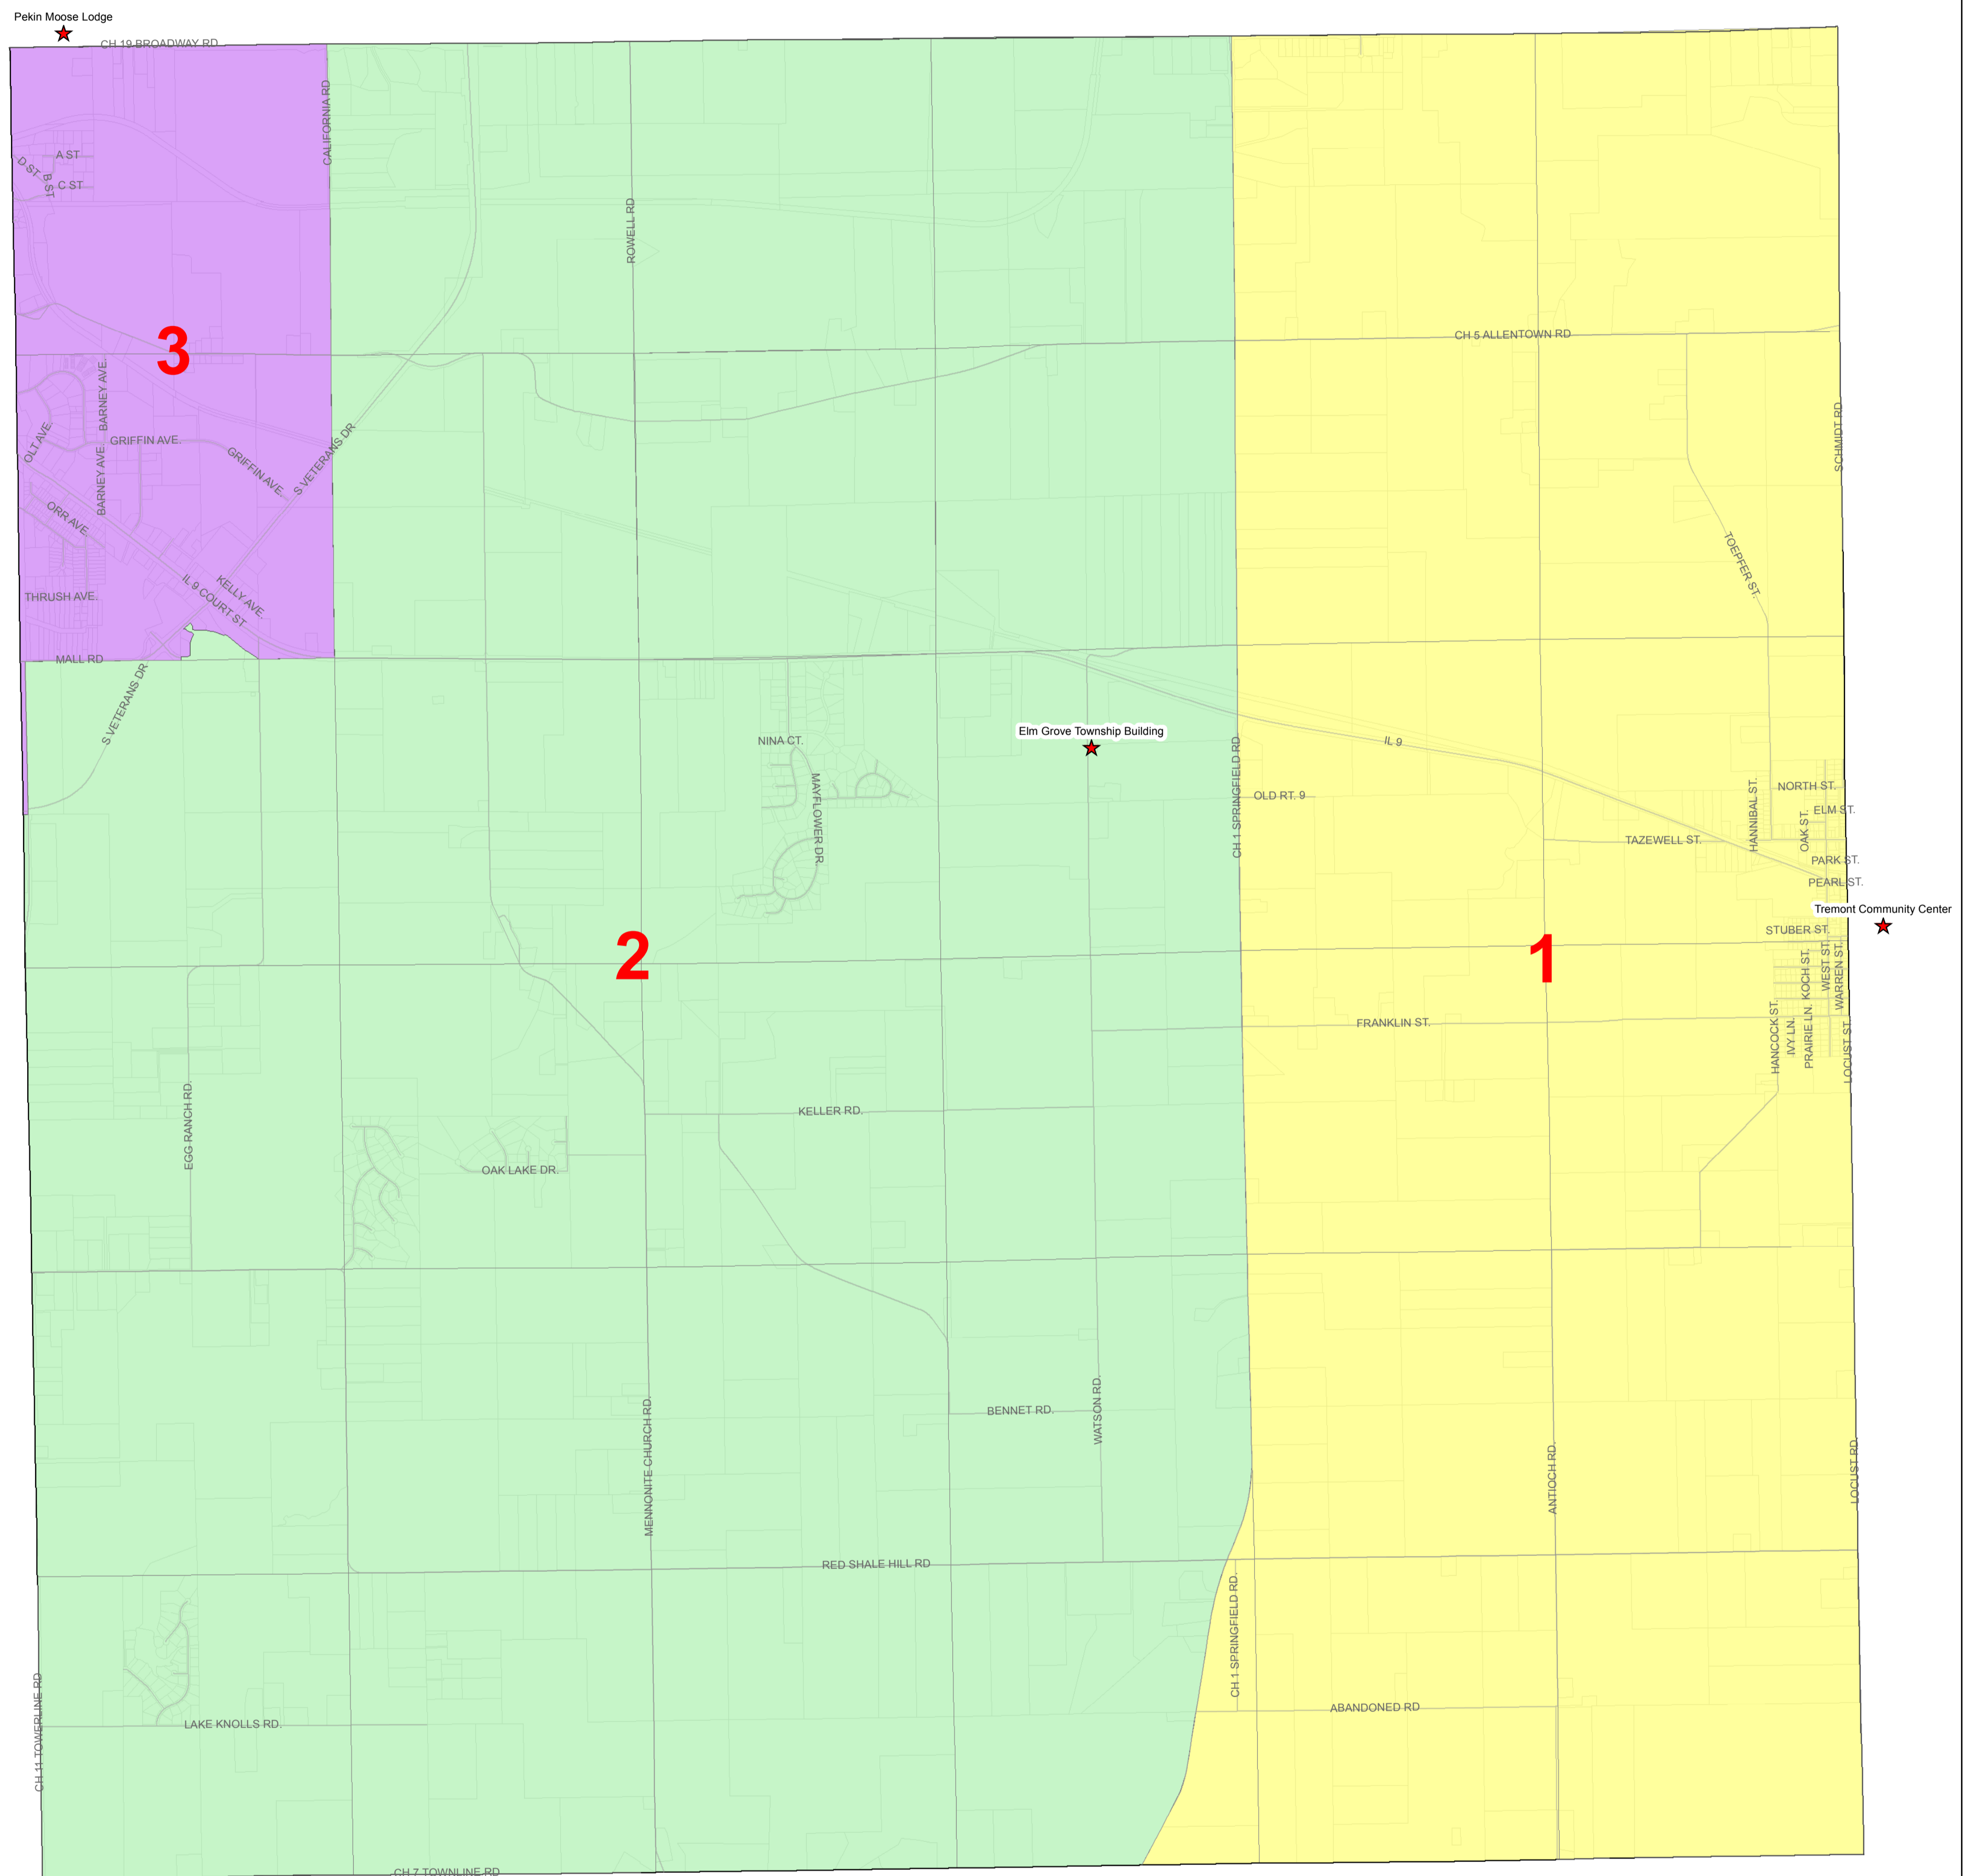 Pekin Moose Lodge
CH 19 BROADWAY RD
CALIFORNIA RD
A ST
D ST
B ST
C ST
ROWELL RD
3
CH 5 ALLENTOWN RD
BARNEY AVE.
SCHMIDT RD
OLT AVE.
GRIFFIN AVE.
GRIFFIN AVE.
S VETERANS DR
BARNEY AVE.
ORR AVE.
TOEPFER ST.
THRUSH AVE.
IL 9 COURT ST
KELLY AVE.
MALL RD
S VETERANS DR
Elm Grove Township Building
NINA CT.
IL 9
MAYFLOWER DR.
CH 1 SPRINGFIELD RD
OLD RT. 9
HANNIBAL ST.
NORTH ST.
ELM ST.
OAK ST.
TAZEWELL ST.
PARK ST.
PEARL ST.
Tremont Community Center
STUBER ST.
2
1
WEST ST.
WARREN ST.
KOCH ST.
FRANKLIN ST.
HANCOCK ST.
IVY LN.
PRAIRIE LN.
LOCUST ST.
EGG RANCH RD.
KELLER RD.
OAK LAKE DR.
MENNONITE CHURCH RD.
BENNET RD.
WATSON RD.
ANTIOCH RD.
LOCUST RD.
RED SHALE HILL RD
CH 1 SPRINGFIELD RD.
CH 11 TOWERLINE RD
LAKE KNOLLS RD.
ABANDONED RD
CH 7 TOWNLINE RD